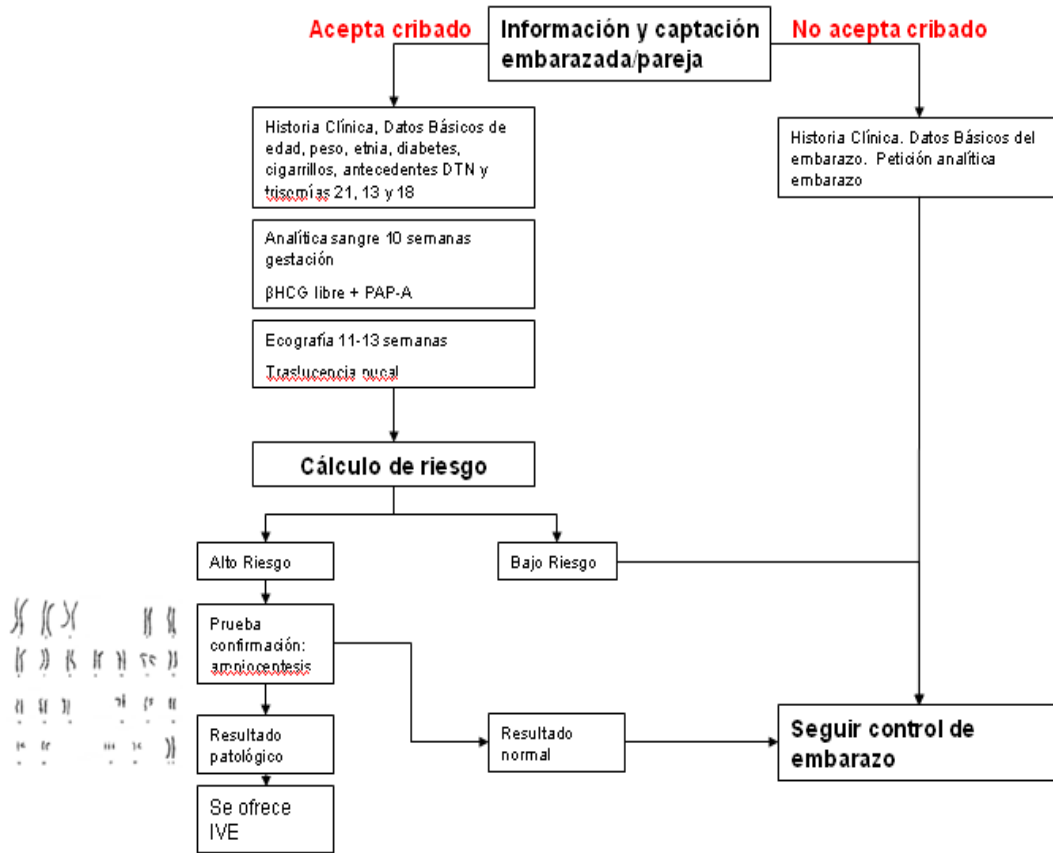 Acepta cribado
Información y captación
embarazada/pareja
No acepta cribado
Historia Clínica, Datos Básicos de
edad, peso, etnia, diabetes,
cigarrillos, antecedentes DTN y
trisomías 21, 13 y 18
Historia Clínica. Datos Básicos del
embarazo. Petición analítica
embarazo
Analítica sangre 10 semanas
gestación
βHCG libre + PAP-A
Ecografía 11-13 semanas
Traslucencia nucal
Cálculo de riesgo
Alto Riesgo
Bajo Riesgo
Prueba
confirmación:
amniocentesis
Resultado
patológico
Resultado
normal
Seguir control de
embarazo
Se ofrece
IVE